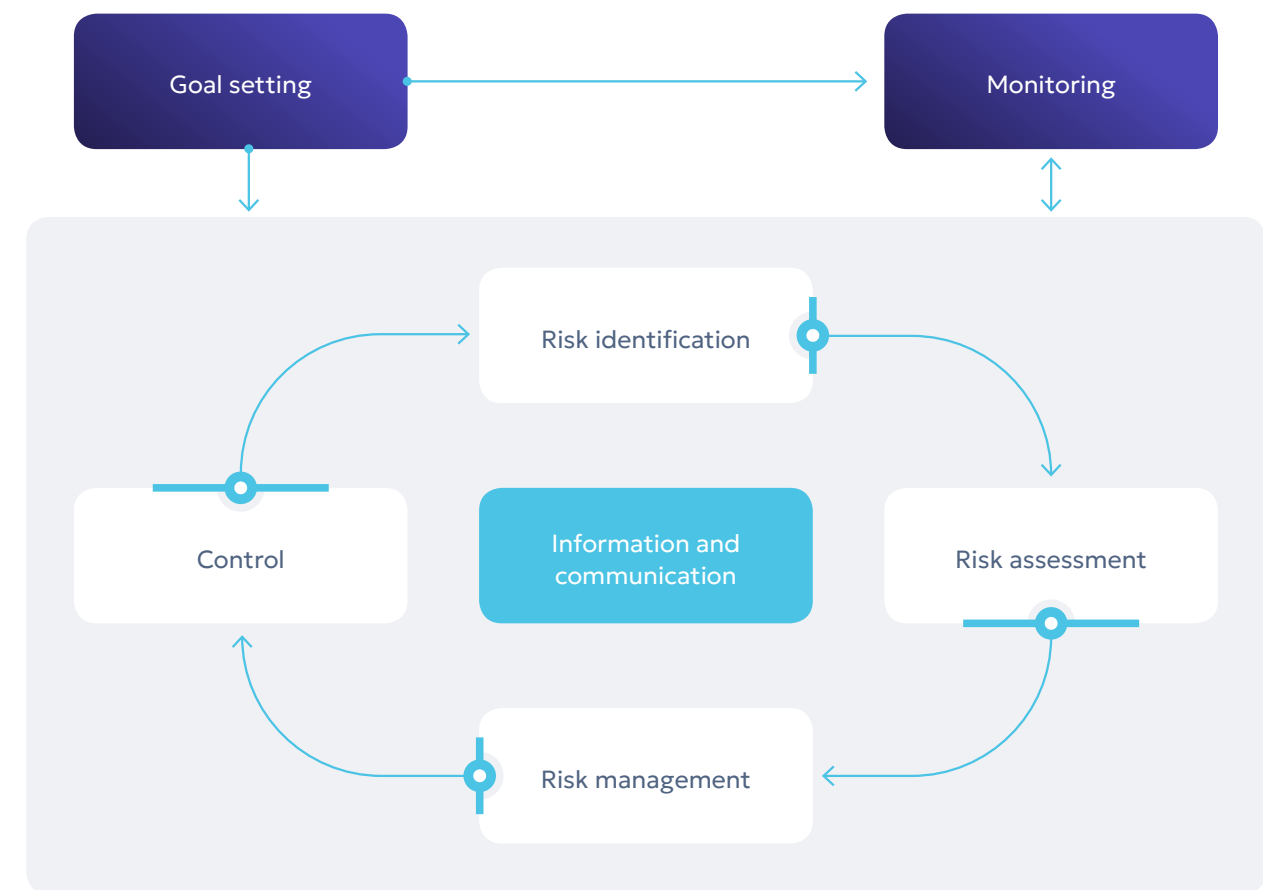 Goal setting
Monitoring
Risk identification
Control
Information and
communication
Risk assessment
Risk management